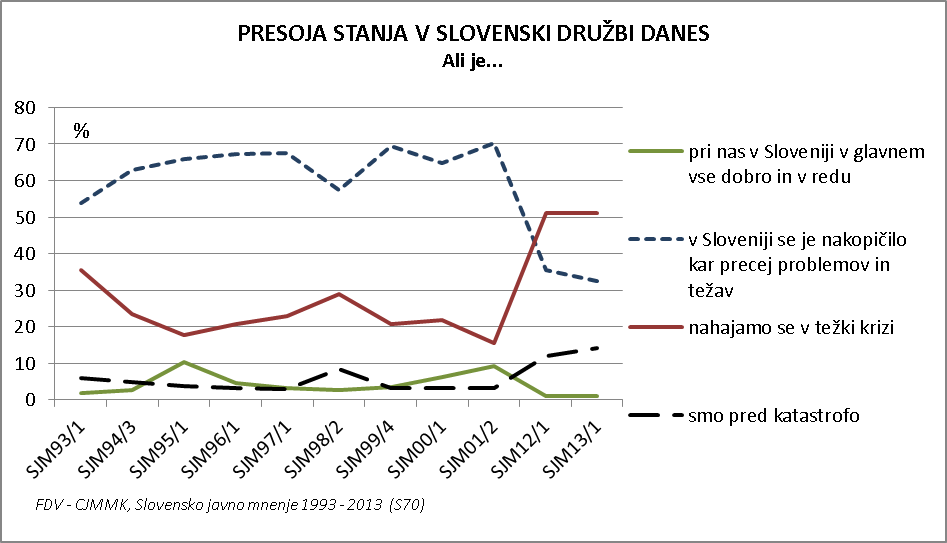 PRESOJA STANJA V SLOVENSKI DRUŽBI DANES
Ali je...
%
80
70
60
50
40
30
20
10
0
SJM93/1
SJM94/3
SJM95/1
SJM96/1
SJM97/1
SJM98/2
SJM99/4
SJM00/1
SJM01/2
SJM12/1
SJM13/1
pri nas v Sloveniji v glavnem
vse dobro in v redu
v Sloveniji se je nakopičilo
kar precej problemov in
težav
nahajamo se v težki krizi
smo pred katastrofo
FDV - CJMMK, Slovensko javno mnenje 1993 - 2013 (S70)